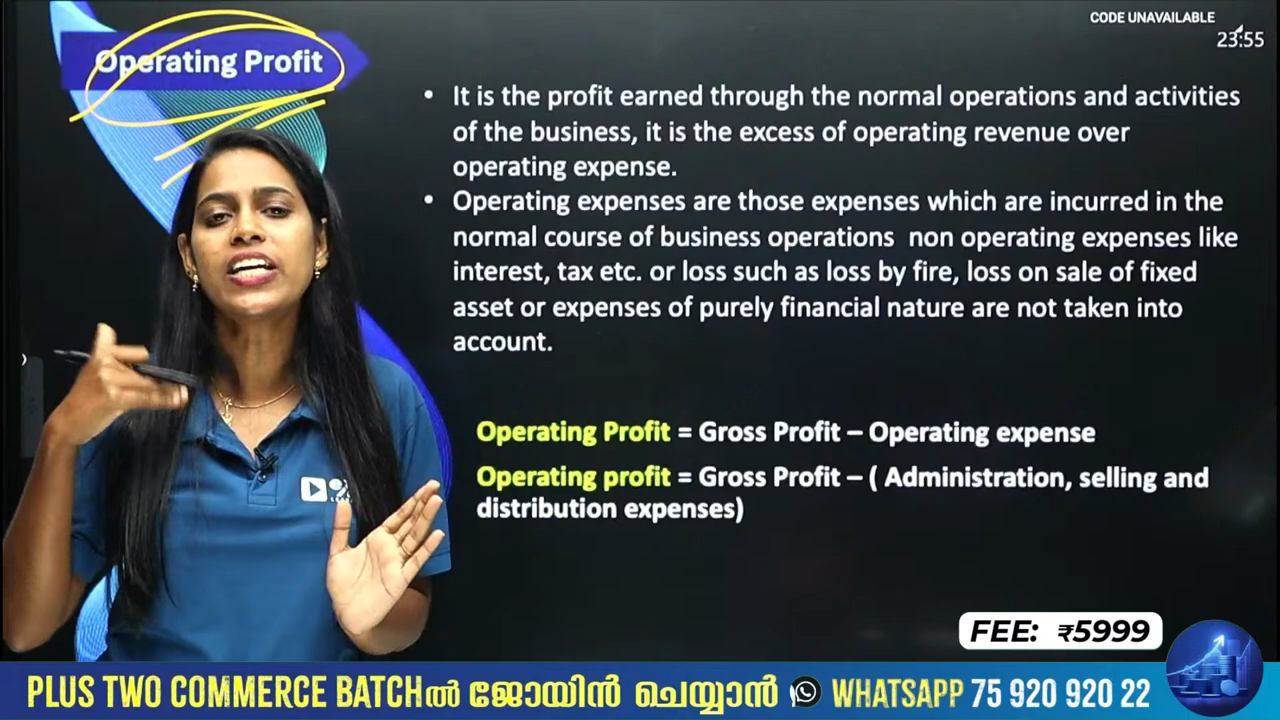 CODE UNAVAILABLE
23:55
Operating Profit
• It is the profit earned through the normal operations and activities
of the business, it is the excess of operating revenue over
operating expense.
• Operating expenses are those expenses which are incurred in the
normal course of business operations non operating expenses like
interest, tax etc. or loss such as loss by fire, loss on sale of fixed
asset or expenses of purely financial nature are not taken into
account.
Operating Profit = Gross Profit – Operating expense
Operating profit = Gross Profit – ( Administration, selling and
distribution expenses)
FEE: ₹5999
PLUS TWO COMMERCE BATCHൽ ജോയിൻ ചെയ്യാൻ WHATSAPP 75 920 920 22